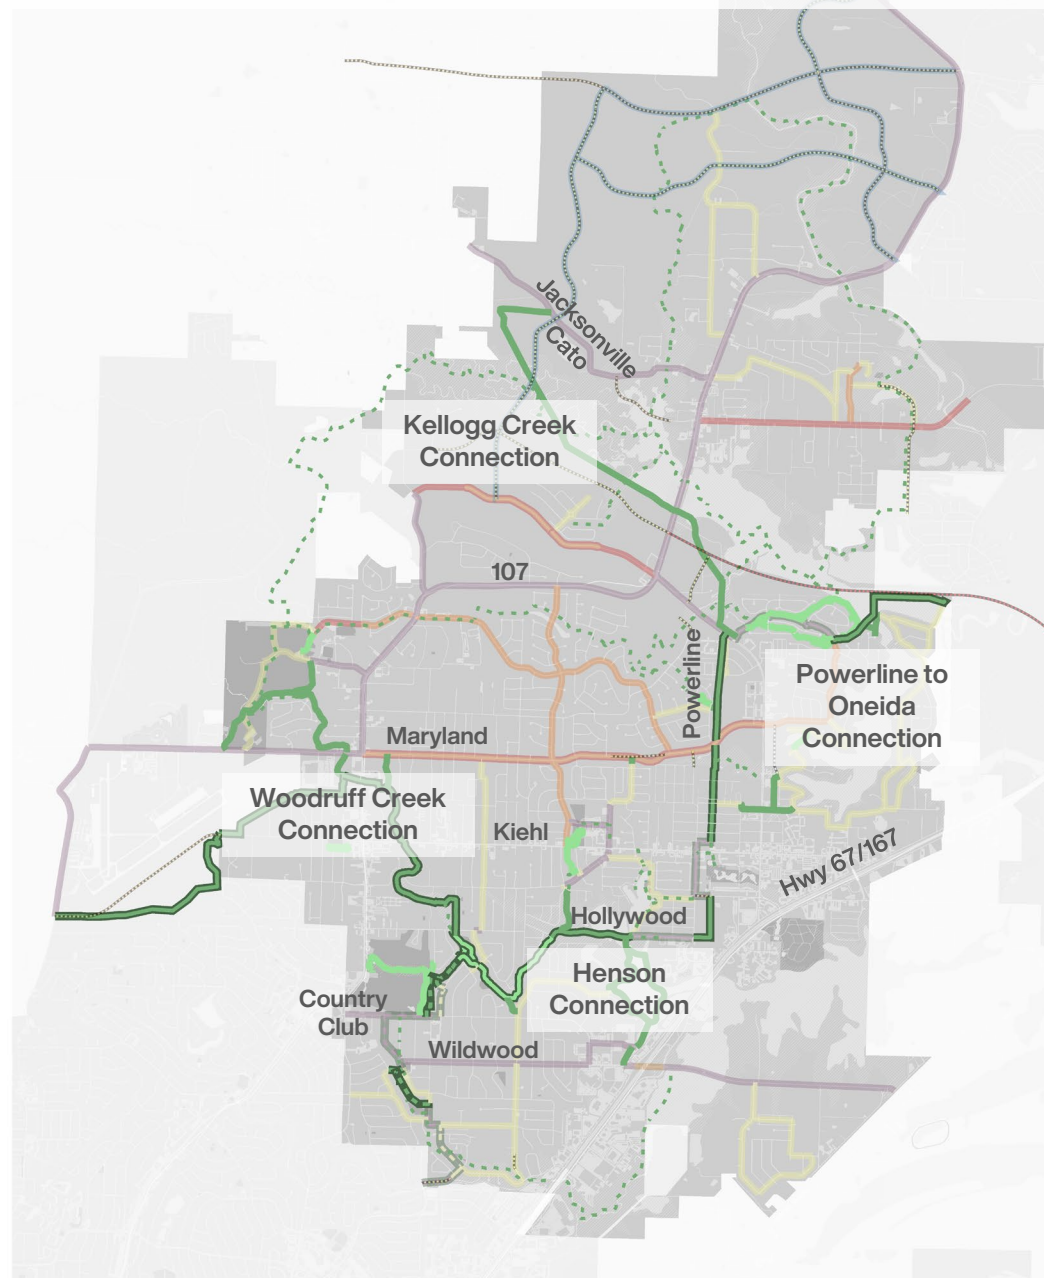 Jacksonville
Cato
Kellogg Creek
Connection
107
Powerline
Powerline to
Oneida
Connection
Maryland
Woodruff Creek
Connection
Kiehl
Hwy 67/167
Hollywood
Henson
Connection
Country
Club
Wildwood